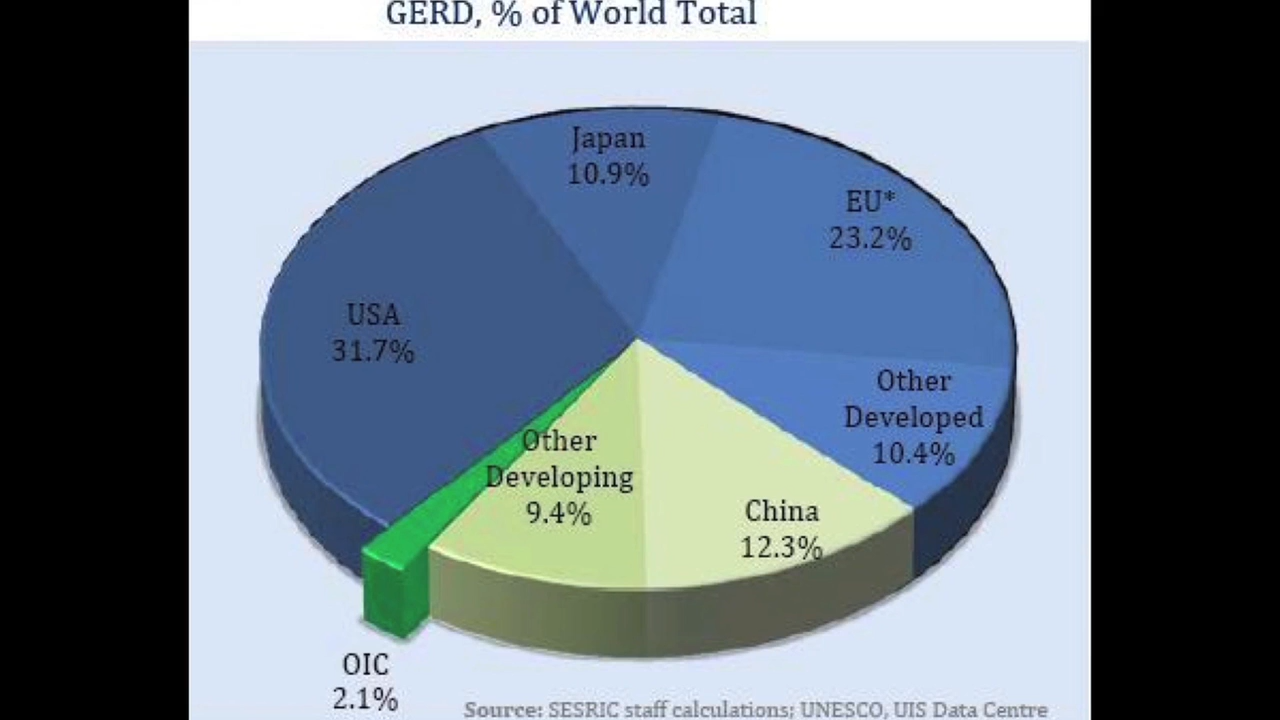 GERD, % of World Total
Japan
10.9%
EU*
23.2%
USA
31.7%
Other
Developed
10.4%
Other
Developing
9.4%
China
12.3%
OIC
2.1%
Source: SESRIC staff calculations; UNESCO, UIS Data Centre